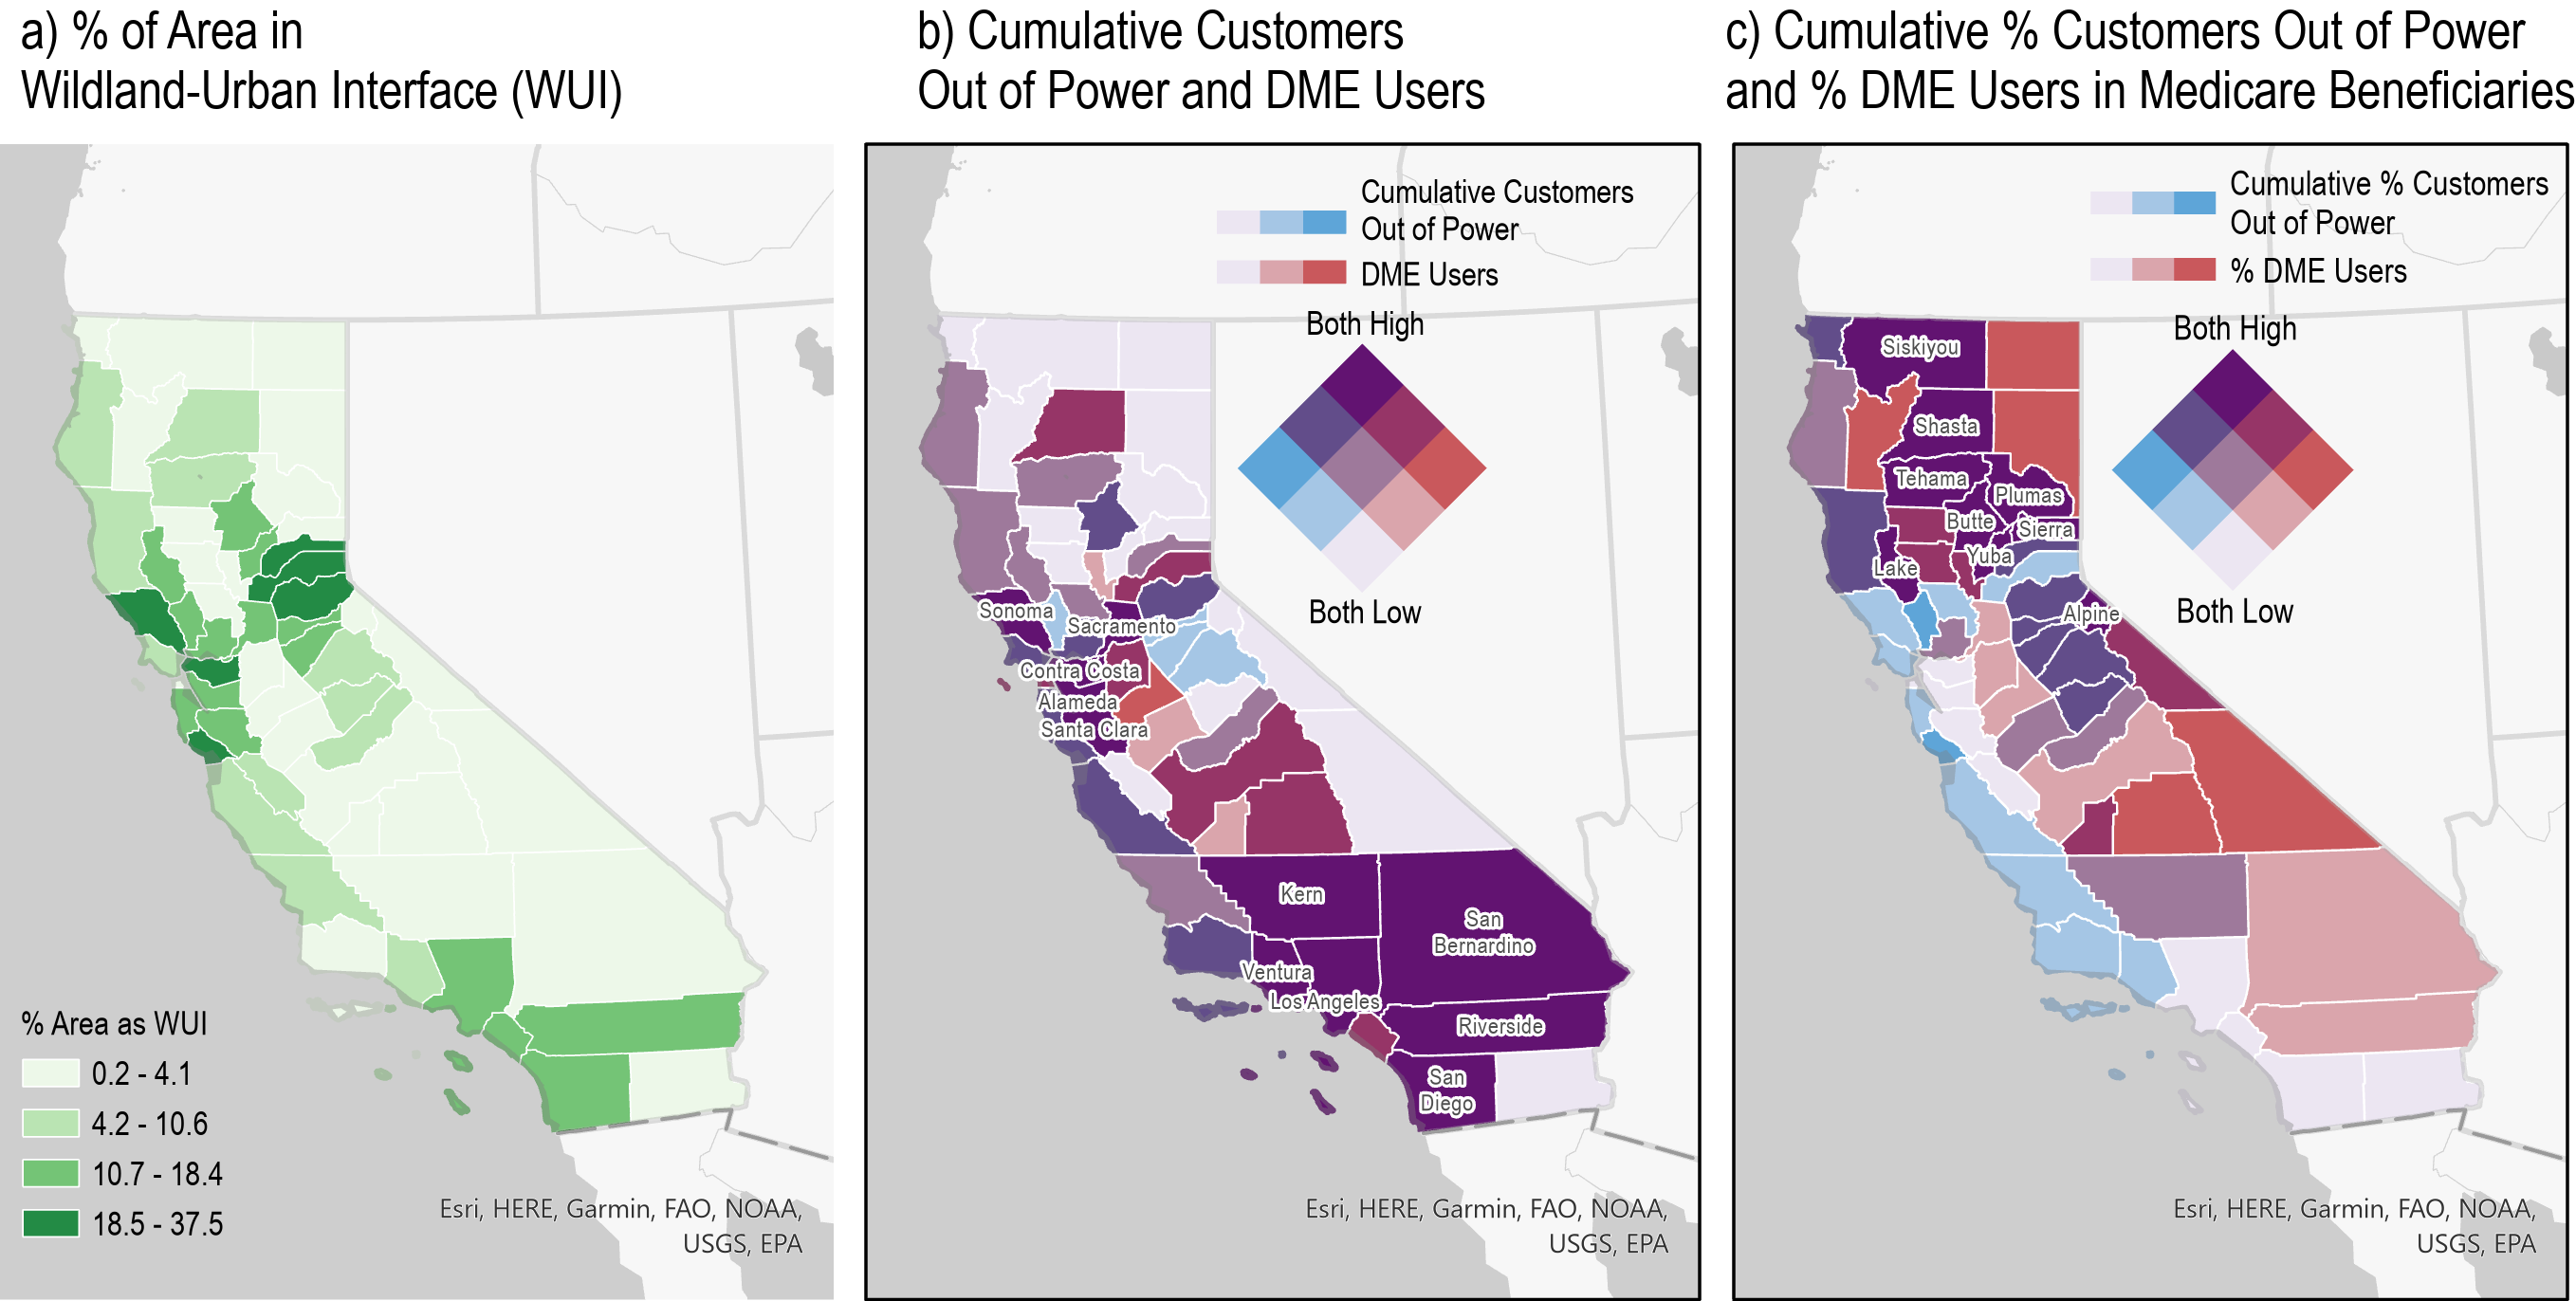 a) % of Area in
Wildland-Urban Interface (WUI)
% Area as WUI
0.2 - 4.1
4.2 - 10.6
10.7 - 18.4
18.5 - 37.5
Esri, HERE, Garmin, FAO, NOAA,
USGS, EPA
b) Cumulative Customers
Out of Power and DME Users
Cumulative Customers
Out of Power
DME Users
Both High
Both Low
Sonoma
Sacramento
Contra Costa
Alameda
Santa Clara
Kern
San
Bernardino
Ventura
Los Angeles
Riverside
San
Diego
Esri, HERE, Garmin, FAO, NOAA,
USGS, EPA
c) Cumulative % Customers Out of Power
and % DME Users in Medicare Beneficiaries
Cumulative % Customers
Out of Power
% DME Users
Both High
Both Low
Siskiyou
Shasta
Tehama
Plumas
Butte
Sierra
Yuba
Lake
Alpine
Esri, HERE, Garmin, FAO, NOAA,
USGS, EPA